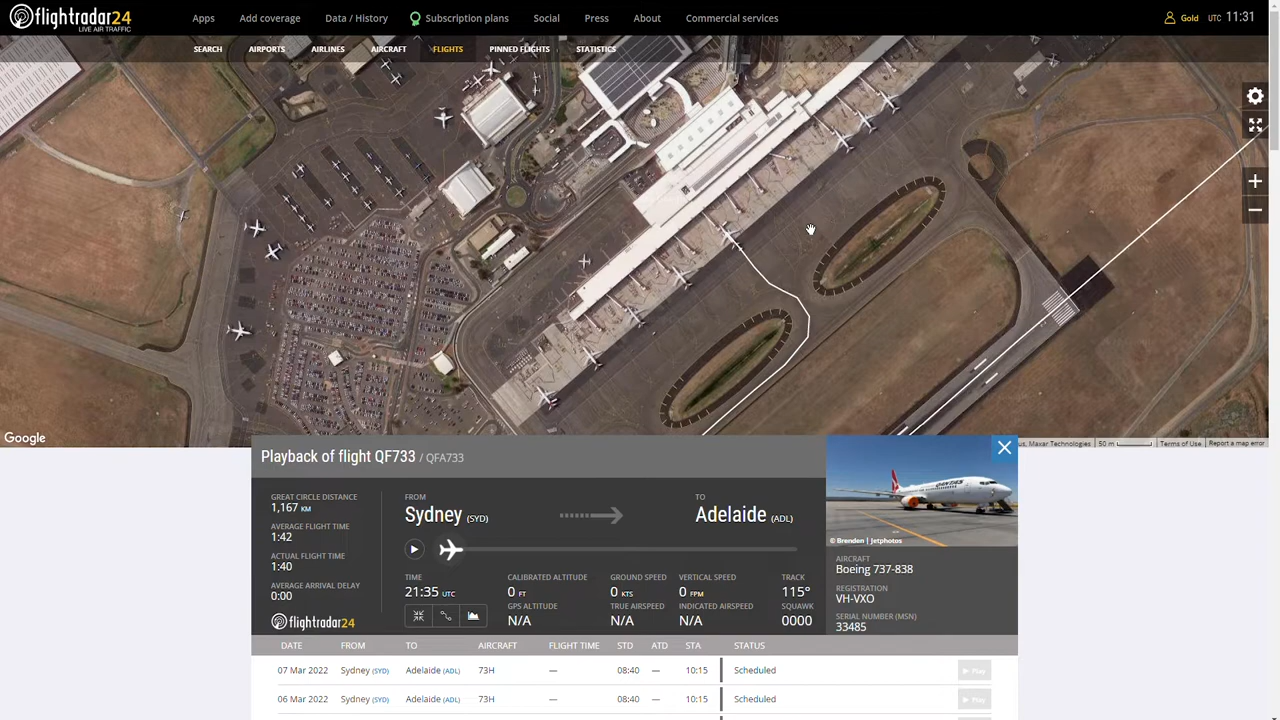 flightradar24
LIVE AIR TRAFFIC
Apps
Add coverage
Data / History
Subscription plans
Social
Press
About
Commercial services
Gold
UTC 11:31
SEARCH
AIRPORTS
AIRLINES
AIRCRAFT
FLIGHTS
PINNED FLIGHTS
STATISTICS
Google
us, Maxar Technologies
50 m
Terms of Use
Report a map error
Playback of flight QF733 / QFA733
GREAT CIRCLE DISTANCE
1,167 KM
AVERAGE FLIGHT TIME
1:42
ACTUAL FLIGHT TIME
1:40
AVERAGE ARRIVAL DELAY
0:00
flightradar24
FROM
Sydney (SYD)
TO
Adelaide (ADL)
TIME
21:35 UTC
CALIBRATED ALTITUDE
0 FT
GPS ALTITUDE
N/A
GROUND SPEED
0 KTS
TRUE AIRSPEED
N/A
VERTICAL SPEED
0 FPM
INDICATED AIRSPEED
N/A
TRACK
115°
SQUAWK
0000
QANTAS
© Brenden | Jetphotos
AIRCRAFT
Boeing 737-838
REGISTRATION
VH-VXO
SERIAL NUMBER (MSN)
33485
DATE FROM TO AIRCRAFT FLIGHT TIME STD ATD STA STATUS
07 Mar 2022 Sydney (SYD) Adelaide (ADL) 73H — 08:40 — 10:15 Scheduled Play
06 Mar 2022 Sydney (SYD) Adelaide (ADL) 73H — 08:40 — 10:15 Scheduled Play